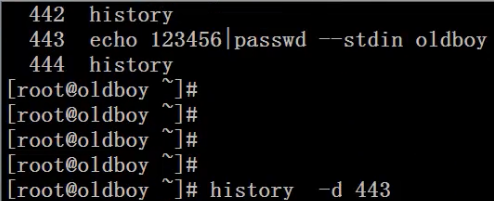 442  history
443  echo 123456|passwd --stdin oldboy
444  history
[root@oldboy ~]#
[root@oldboy ~]#
[root@oldboy ~]#
[root@oldboy ~]#
[root@oldboy ~]# history  -d 443